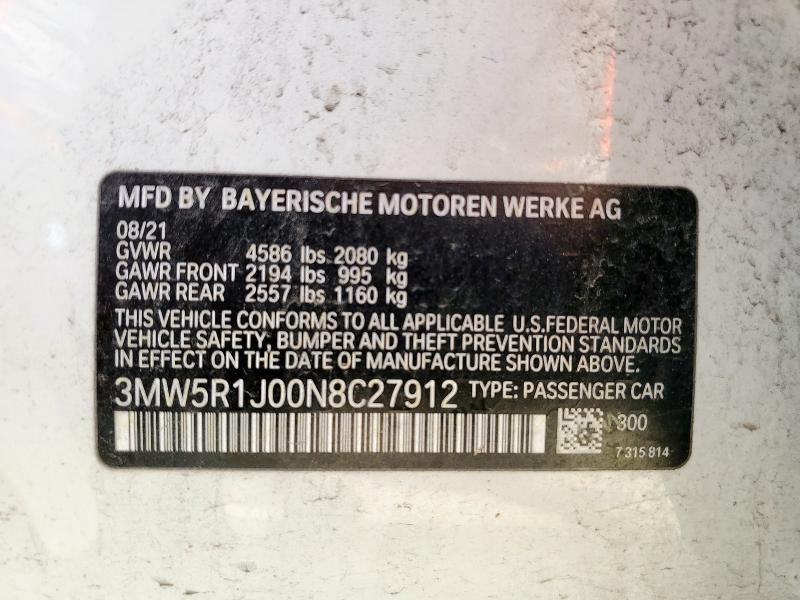 MFD BY BAYERISCHE MOTOREN WERKE AG
08/21
GVWR 4586 lbs 2080 kg
GAWR FRONT 2194 lbs 995 kg
GAWR REAR 2557 lbs 1160 kg
THIS VEHICLE CONFORMS TO ALL APPLICABLE U.S.FEDERAL MOTOR
VEHICLE SAFETY, BUMPER AND THEFT PREVENTION STANDARDS
IN EFFECT ON THE DATE OF MANUFACTURE SHOWN ABOVE.
3MW5R1J00N8C27912 TYPE: PASSENGER CAR
300
7 315 814